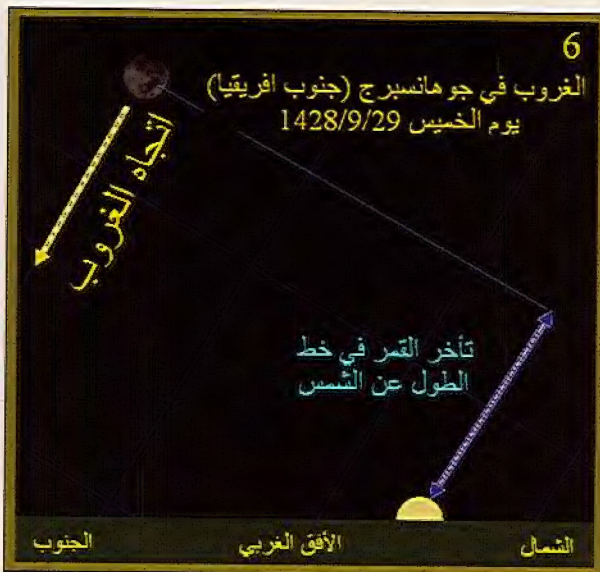 6
الغروب في جوهانسبرج (جنوب افريقيا)
يوم الخميس 1428/9/29
اتجاه الغروب
تأخر القمر في خط
الطول عن الشمس
الشمال
الأفق الغربي
الجنوب